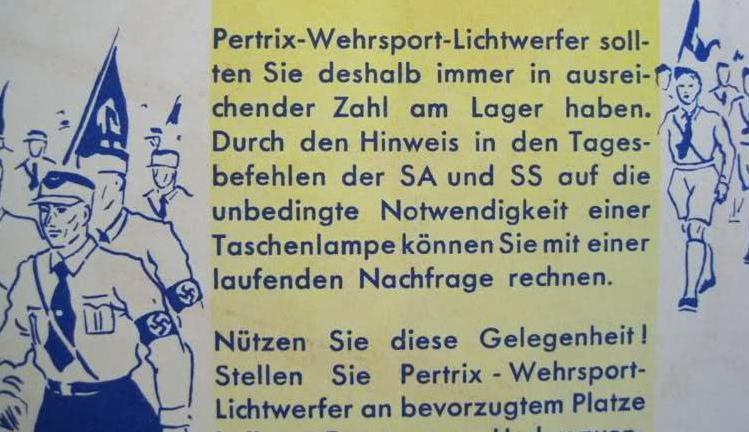 Pertrix-Wehrsport-Lichtwerfer soll-
ten Sie deshalb immer in ausrei-
chender Zahl am Lager haben.
Durch den Hinweis in den Tages-
befehlen der SA und SS auf die
unbedingte Notwendigkeit einer
Taschenlampe können Sie mit einer
laufenden Nachfrage rechnen.
Nützen Sie diese Gelegenheit!
Stellen Sie Pertrix - Wehrsport-
Lichtwerfer an bevorzugtem Platze